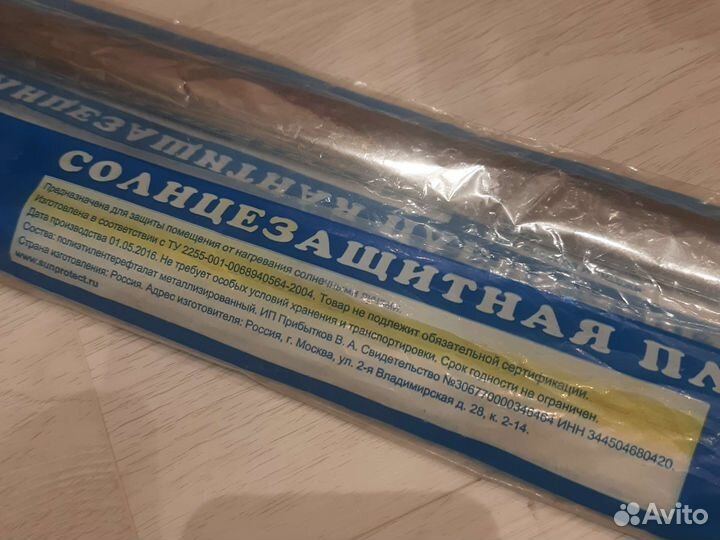 СОЛНЦЕЗАЩИТНАЯ ПЛ
Предназначена для защиты помещения от нагревания солнечными
Изготовлена в соответствии с ТУ 2255-001-0068940564-2004. Товар не подлежит обязательной сертификации.
Дата производства 01.05.2016. Не требует особых условий хранения и транспортировки. Срок годности не ограничен.
Состав: полиэтилентерефталат металлизированный. ИП Прибытков В. А. Свидетельство №306770000346464 ИНН 344504680420.
Страна изготовления: Россия. Адрес изготовителя: Россия, г. Москва, ул. 2-я Владимирская д. 28, к. 2-14.
www.sunprotect.ru
Avito